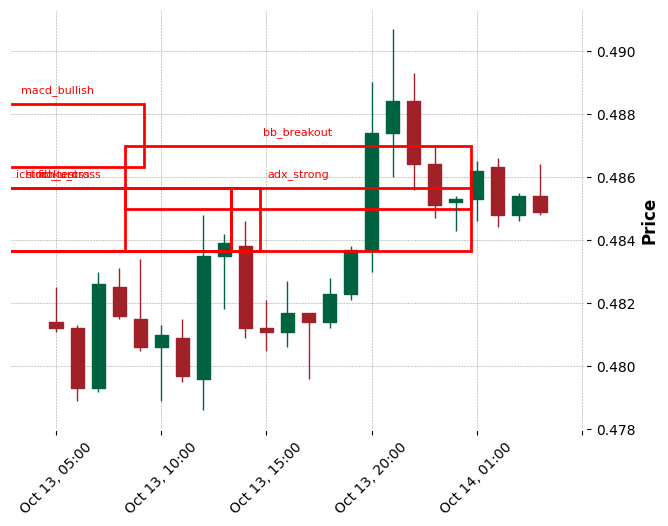 0.490
macd_bullish
0.488
bb_breakout
adx_strong
0.486
0.484
Price
0.482
0.480
0.478
Oct 13, 05:00
Oct 13, 10:00
Oct 13, 15:00
Oct 13, 20:00
Oct 14, 01:00